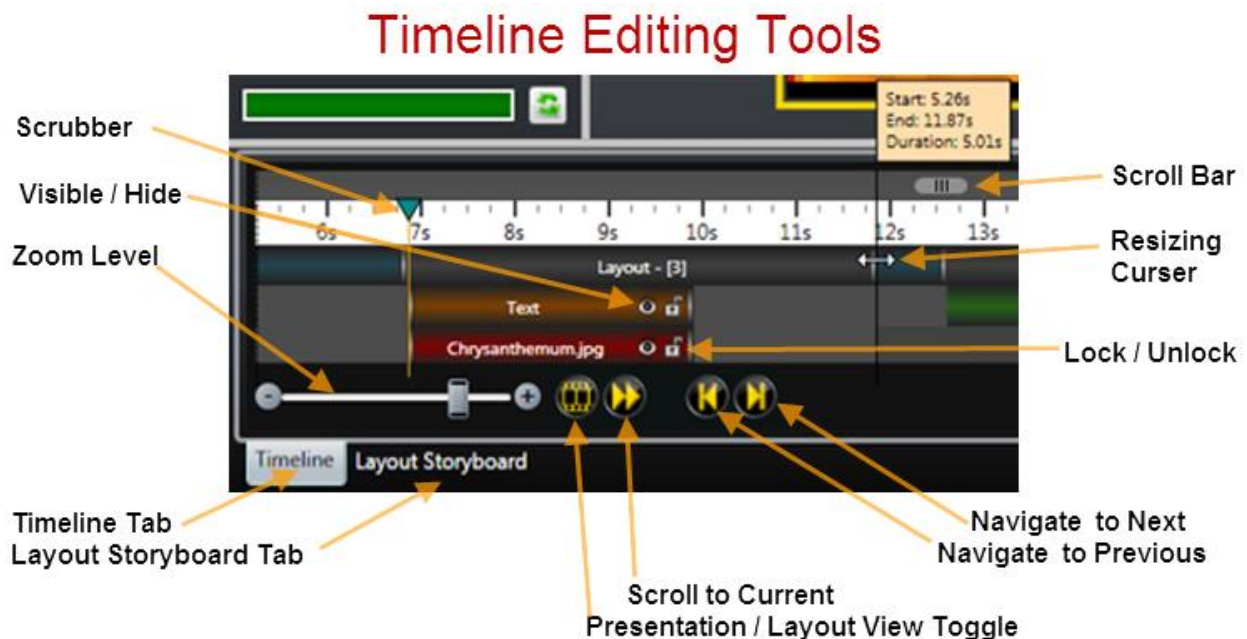 Timeline Editing Tools
Start: 5.26s
End: 11.87s
Duration: 5.01s
Scrubber
Visible / Hide
Zoom Level
Scroll Bar
Resizing
Curser
Lock / Unlock
6s 7s 8s 9s 10s 11s 12s 13s
Layout - [3]
Text
Chrysanthemum.jpg
Timeline Layout Storyboard
Timeline Tab
Layout Storyboard Tab
Navigate to Next
Navigate to Previous
Scroll to Current
Presentation / Layout View Toggle